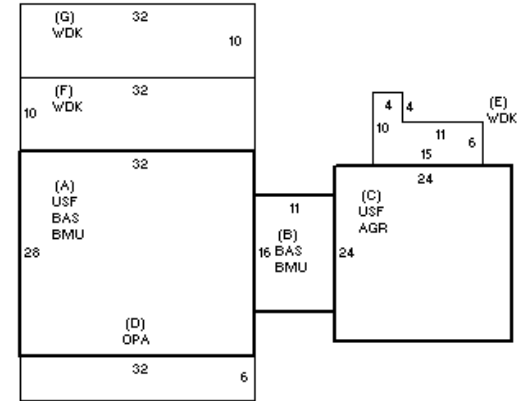 (G) 32
WDK
10
(F) 32
WDK
10
32
(A)
USF
BAS
BMU
28
(D)
OPA
32
6
11
(B)
16 BAS
BMU
4 4
(E)
WDK
10
11
6
15
24
(C)
USF
AGR
24